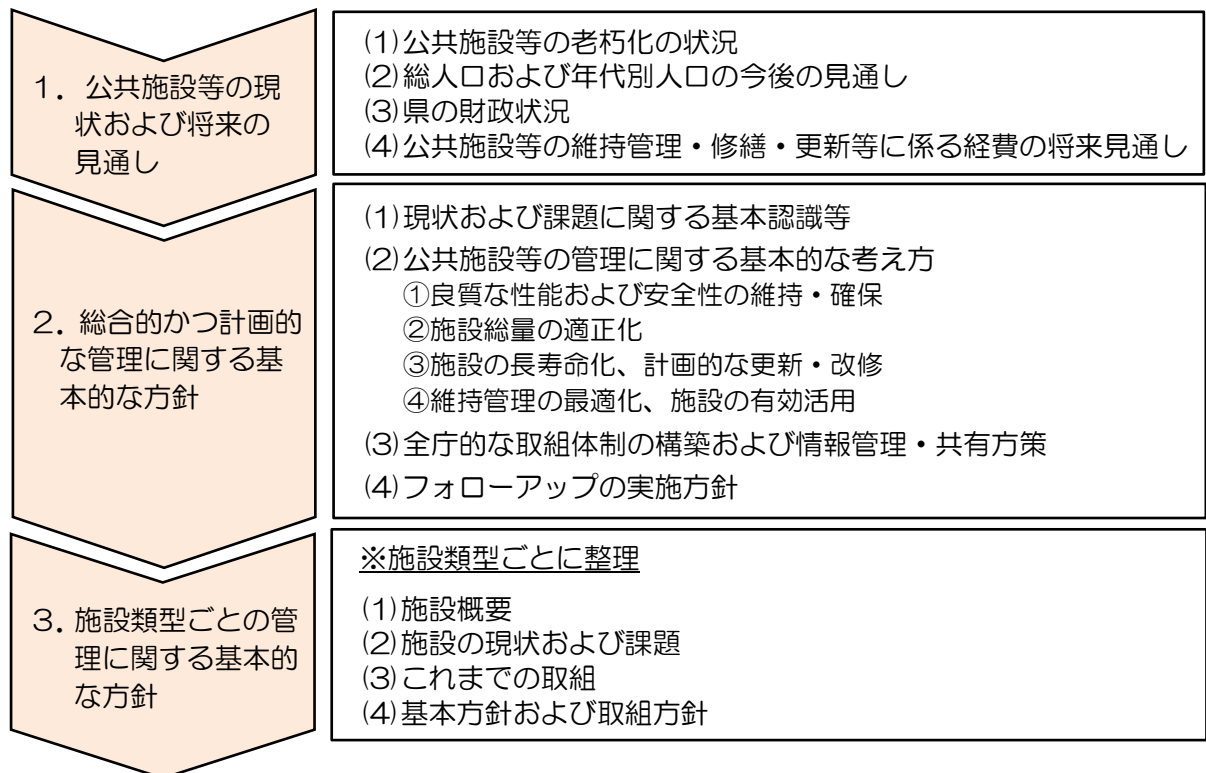 １．公共施設等の現
状および将来の
見通し
(1)公共施設等の老朽化の状況
(2)総人口および年代別人口の今後の見通し
(3)県の財政状況
(4)公共施設等の維持管理・修繕・更新等に係る経費の将来見通し
２．総合的かつ計画的
な管理に関する基
本的な方針
(1)現状および課題に関する基本認識等
(2)公共施設等の管理に関する基本的な考え方
①良質な性能および安全性の維持・確保
②施設総量の適正化
③施設の長寿命化、計画的な更新・改修
④維持管理の最適化、施設の有効活用
(3)全庁的な取組体制の構築および情報管理・共有方策
(4)フォローアップの実施方針
３．施設類型ごとの管
理に関する基本的
な方針
※施設類型ごとに整理
(1)施設概要
(2)施設の現状および課題
(3)これまでの取組
(4)基本方針および取組方針